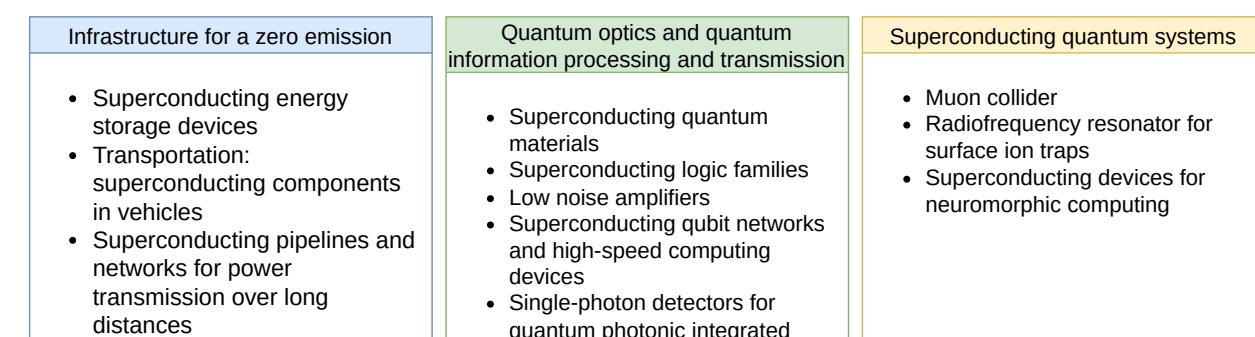 Infrastructure for a zero emission
• Superconducting energy
storage devices
• Transportation:
superconducting components
in vehicles
• Superconducting pipelines and
networks for power
transmission over long
distances
Quantum optics and quantum
information processing and transmission
• Superconducting quantum
materials
• Superconducting logic families
• Low noise amplifiers
• Superconducting qubit networks
and high-speed computing
devices
• Single-photon detectors for
quantum photonic integrated
Superconducting quantum systems
• Muon collider
• Radiofrequency resonator for
surface ion traps
• Superconducting devices for
neuromorphic computing